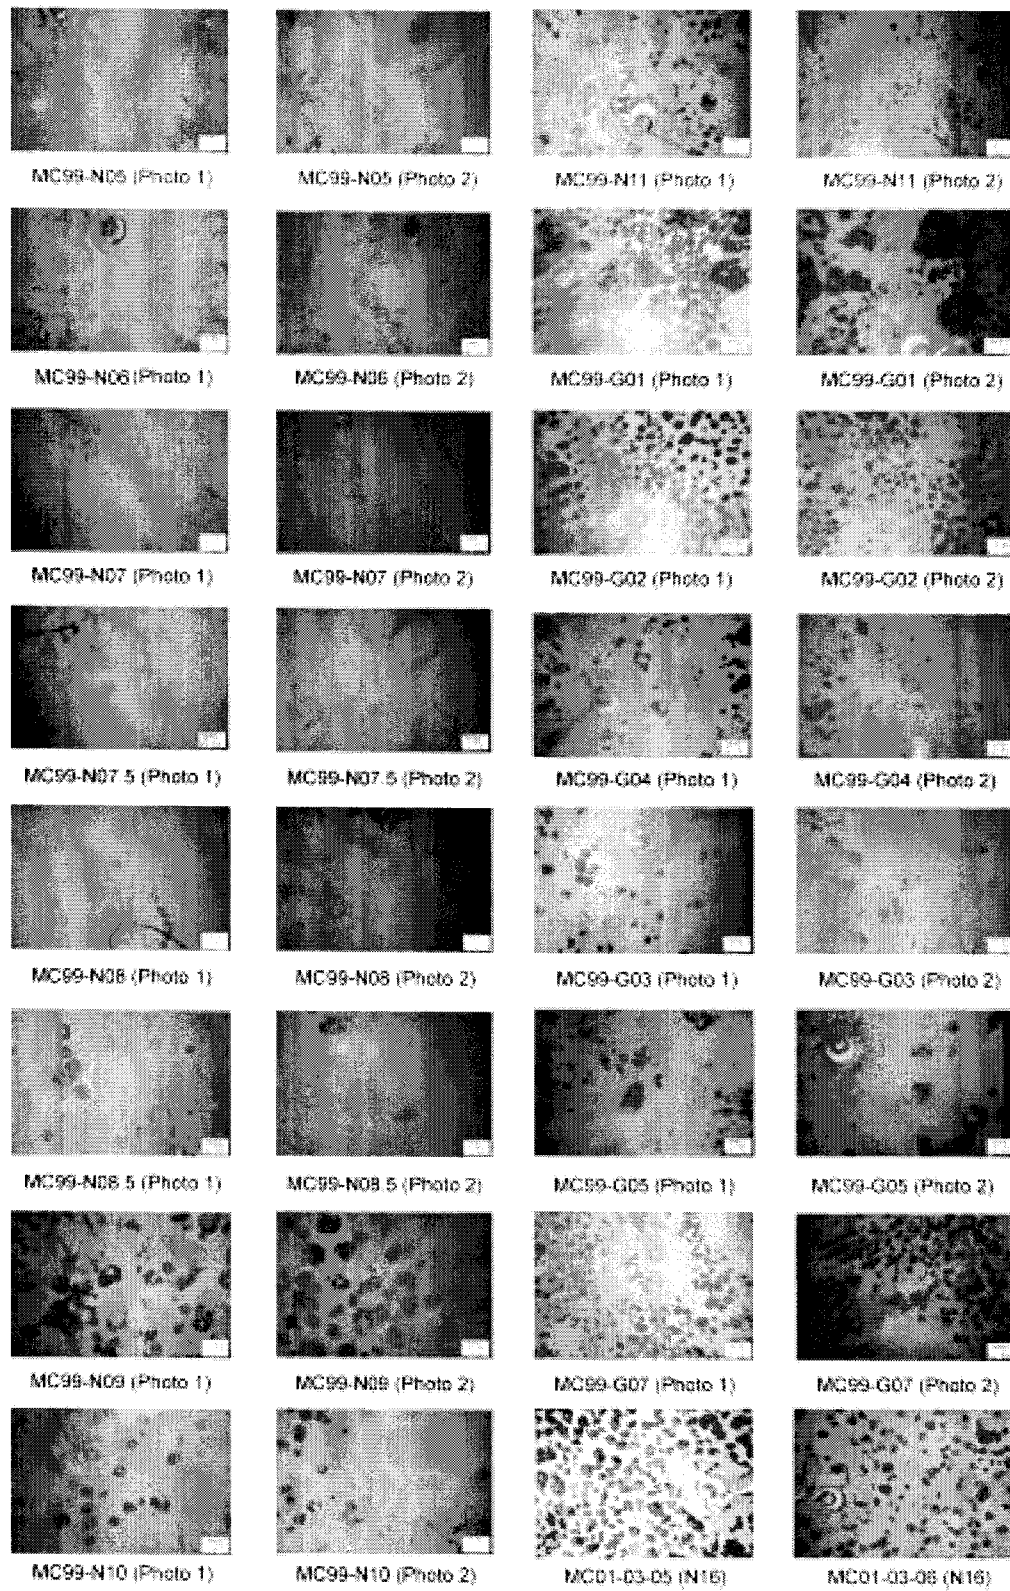 MC99-N05 (Photo 1) MC99-N05 (Photo 2) MC99-N11 (Photo 1) MC99-N11 (Photo 2)
MC99-N06 (Photo 1) MC99-N06 (Photo 2) MC99-G01 (Photo 1) MC99-G01 (Photo 2)
MC99-N07 (Photo 1) MC99-N07 (Photo 2) MC99-G02 (Photo 1) MC99-G02 (Photo 2)
MC99-N07.5 (Photo 1) MC99-N07.5 (Photo 2) MC99-G04 (Photo 1) MC99-G04 (Photo 2)
MC99-N08 (Photo 1) MC99-N08 (Photo 2) MC99-G03 (Photo 1) MC99-G03 (Photo 2)
MC99-N08.5 (Photo 1) MC99-N08.5 (Photo 2) MC99-G05 (Photo 1) MC99-G05 (Photo 2)
MC99-N09 (Photo 1) MC99-N09 (Photo 2) MC99-G07 (Photo 1) MC99-G07 (Photo 2)
MC99-N10 (Photo 1) MC99-N10 (Photo 2) MC01-03-05 (N16) MC01-03-06 (N16)